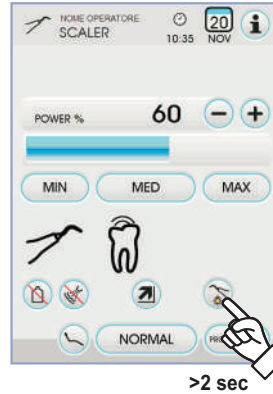 NOME OPERATORE
SCALER
10:35
20
NOV
i
POWER %
60
MIN
MED
MAX
NORMAL
>2 sec